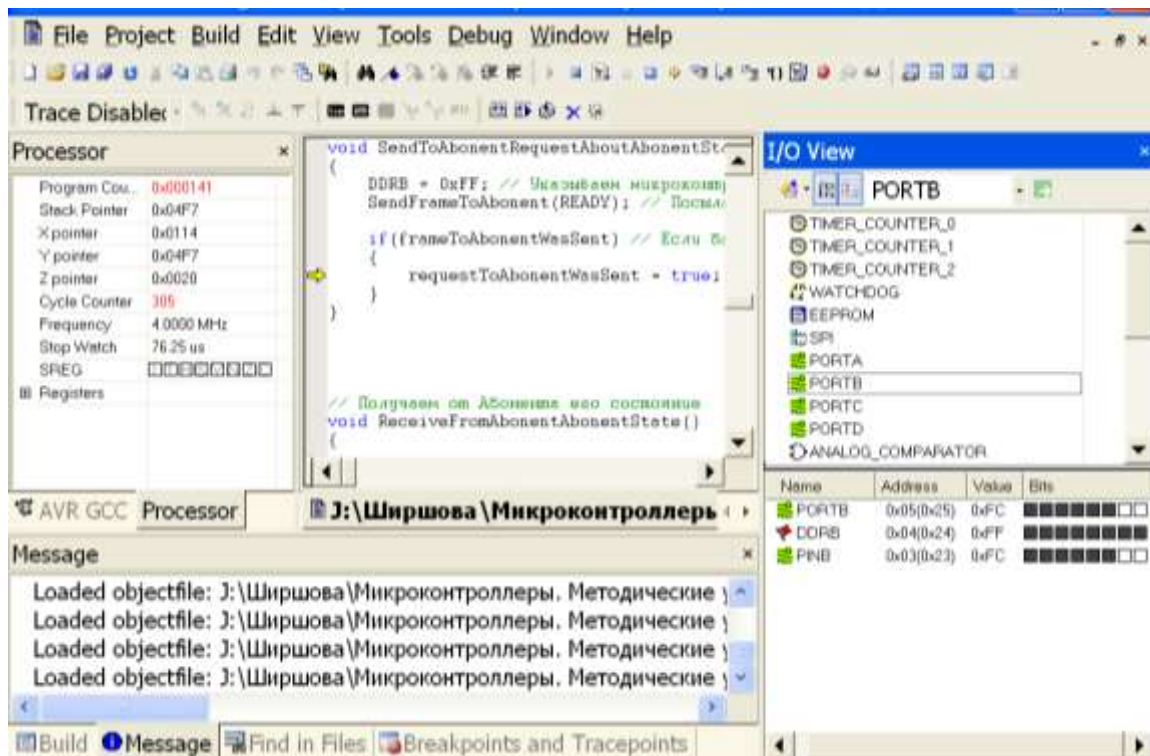 File Project Build Edit View Tools Debug Window Help
Trace Disablec
Processor
Program Cou.. 0x000141
Stack Pointer 0x04F7
X pointer 0x0114
Y pointer 0x04F7
Z pointer 0x0020
Cycle Counter 305
Frequency 4.0000 MHz
Stop Watch 76.25 us
SREG
Registers
AVR GCC Processor
void SendToAbonentRequestAboutAbonentSt
{
DDRB = 0xFF; // Указываем
SendFrameToAbonent(READY); //
if(frameToAbonentWasSent) // Если
{
requestToAbonentWasSent = true;
}
}
// Получаем от Абонента его состояние
void ReceiveFromAbonentAbonentState()
{
J:\Ширшова\Микроконтроллеры
I/O View
PORTB
TIMER_COUNTER_0
TIMER_COUNTER_1
TIMER_COUNTER_2
WATCHDOG
EEPROM
SPI
PORTA
PORTB
PORTC
PORTD
ANALOG_COMPARATOR
Name Address Value Bits
PORTB 0x05(0x25) 0xFC
DDRB 0x04(0x24) 0xFF
PINB 0x03(0x23) 0xFC
Message
Loaded objectfile: J:\Ширшова\Микроконтроллеры. Методические
Loaded objectfile: J:\Ширшова\Микроконтроллеры. Методические
Loaded objectfile: J:\Ширшова\Микроконтроллеры. Методические
Loaded objectfile: J:\Ширшова\Микроконтроллеры. Методические
Build Message Find in Files Breakpoints and Tracepoints